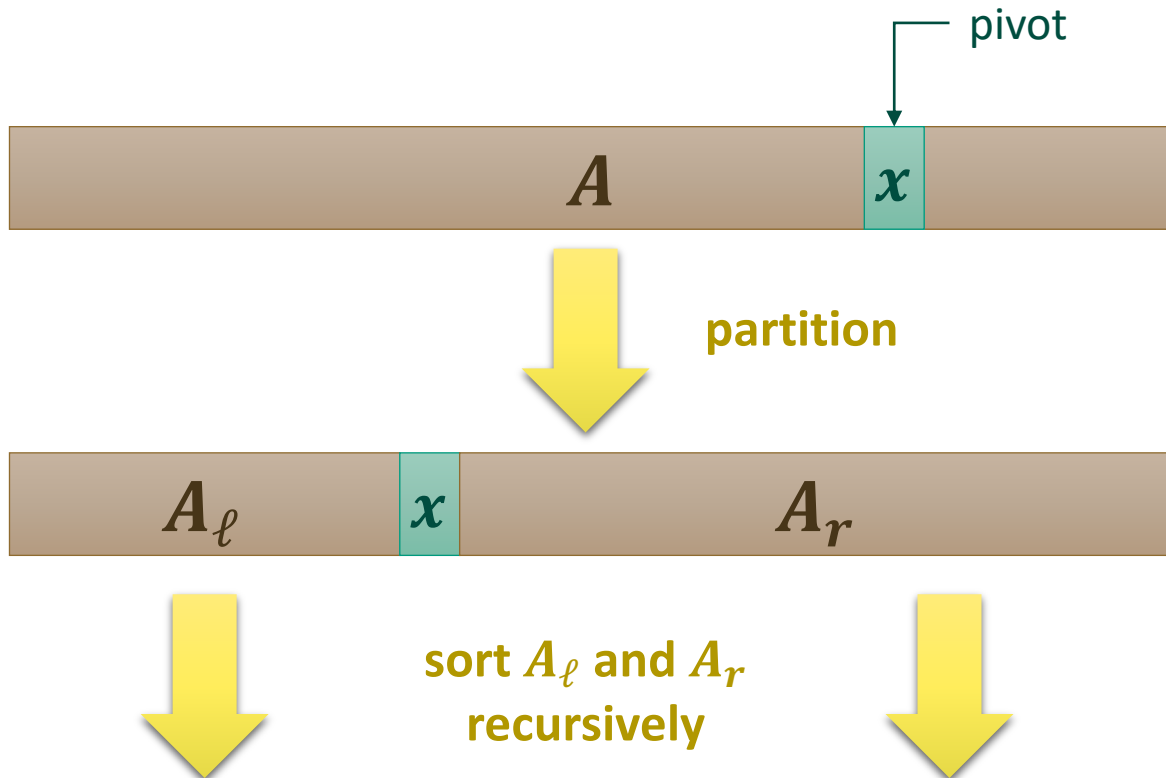 pivot
A
x
partition
Aℓ
x
Ar
sort Aℓ and Ar
recursively